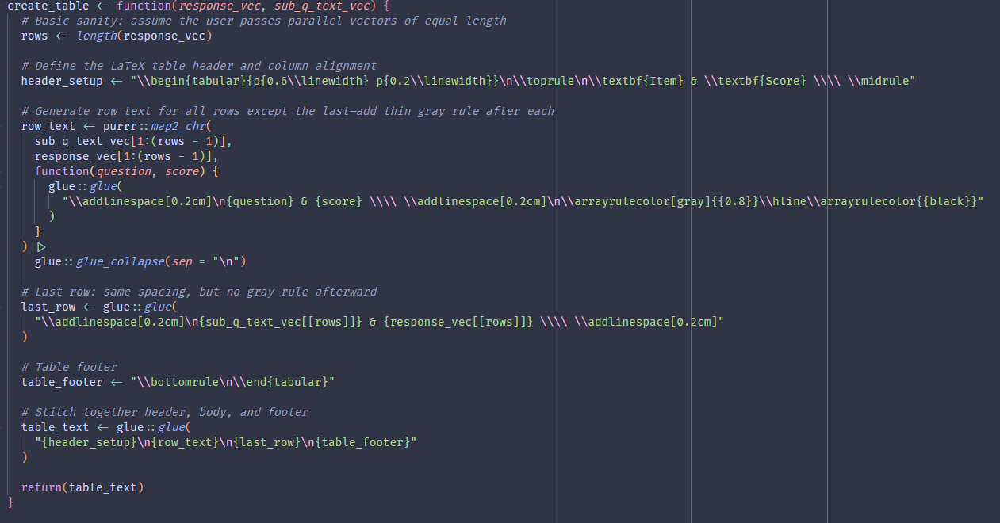 create_table <- function(response_vec, sub_q_text_vec) {
  # Basic sanity: assume the user passes parallel vectors of equal length
  rows <- length(response_vec)

  # Define the LaTeX table header and column alignment
  header_setup <- "\\begin{tabular}{p{0.6\\linewidth} p{0.2\\linewidth}}\n\\toprule\n\\textbf{Item} & \\textbf{Score} \\\\ \\midrule"

  # Generate row text for all rows except the last—add thin gray rule after each
  row_text <- purrr::map2_chr(
    sub_q_text_vec[1:(rows - 1)],
    response_vec[1:(rows - 1)],
    function(question, score) {
      glue::glue(
        "\\addlinespace[0.2cm]\n{question} & {score} \\\\ \\addlinespace[0.2cm]\n\\arrayrulecolor[gray]{{0.8}}\\hline\\arrayrulecolor{{black}}"
      )
    }
  ) |>
    glue::glue_collapse(sep = "\n")

  # Last row: same spacing, but no gray rule afterward
  last_row <- glue::glue(
    "\\addlinespace[0.2cm]\n{sub_q_text_vec[[rows]]} & {response_vec[[rows]]} \\\\ \\addlinespace[0.2cm]"
  )

  # Table footer
  table_footer <- "\\bottomrule\n\\end{tabular}"

  # Stitch together header, body, and footer
  table_text <- glue::glue(
    "{header_setup}\n{row_text}\n{last_row}\n{table_footer}"
  )

  return(table_text)
}